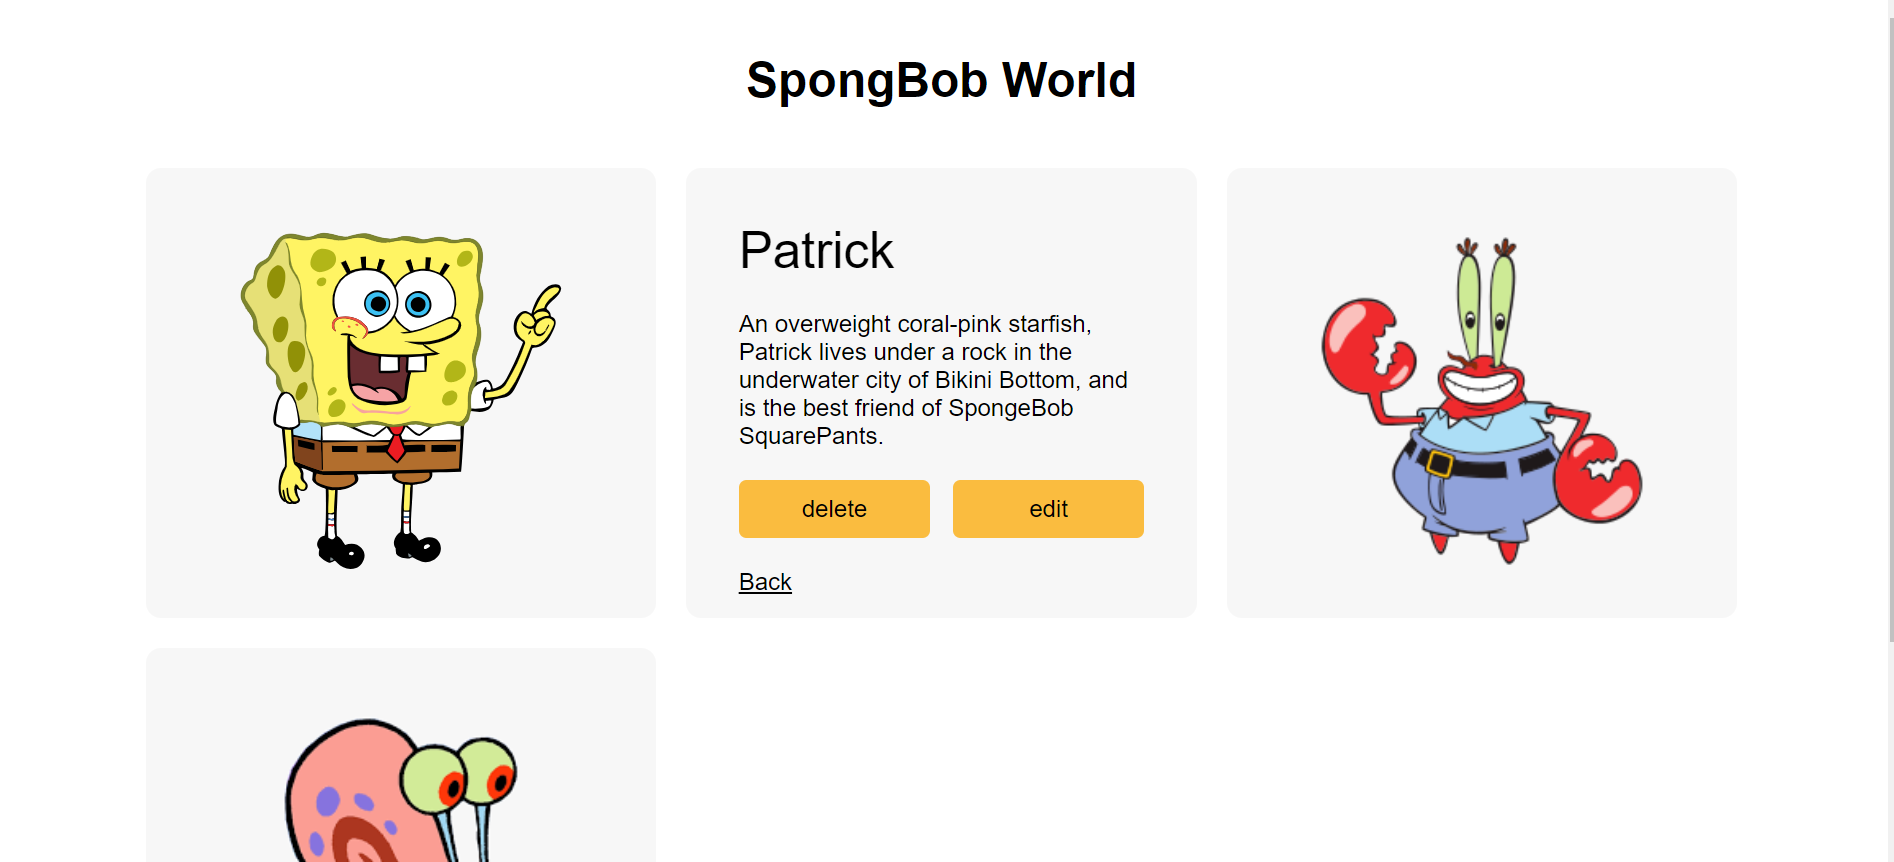 SpongBob World
Patrick
An overweight coral-pink starfish,
Patrick lives under a rock in the
underwater city of Bikini Bottom, and
is the best friend of SpongeBob
SquarePants.
delete
edit
Back